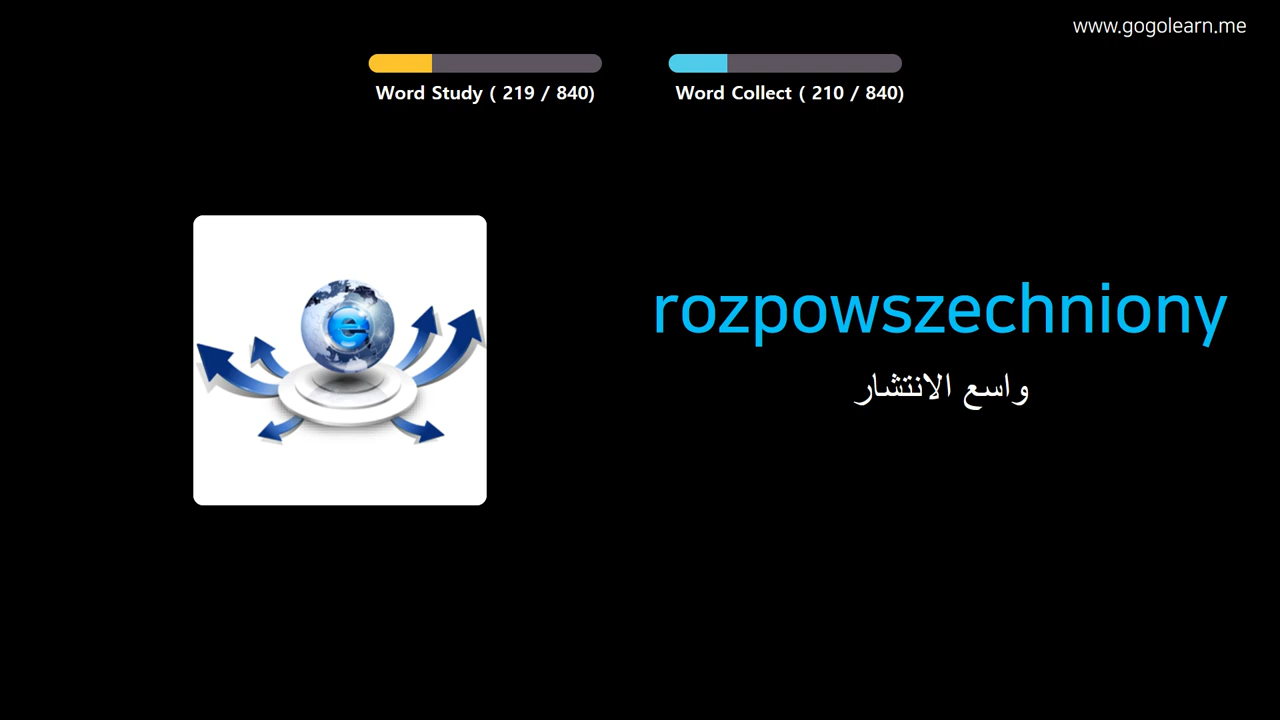 www.gogolearn.me
Word Study ( 219 / 840)
Word Collect ( 210 / 840)
e
rozpowszechniony
واسع الانتشار